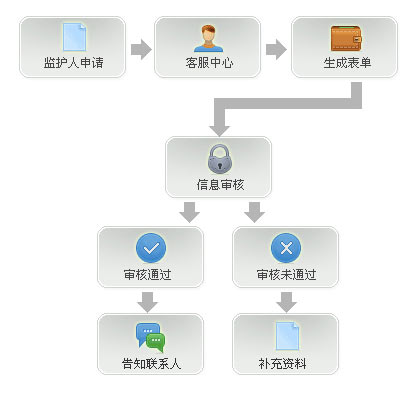 监护人申请
客服中心
生成表单
信息审核
审核通过
审核未通过
告知联系人
补充资料